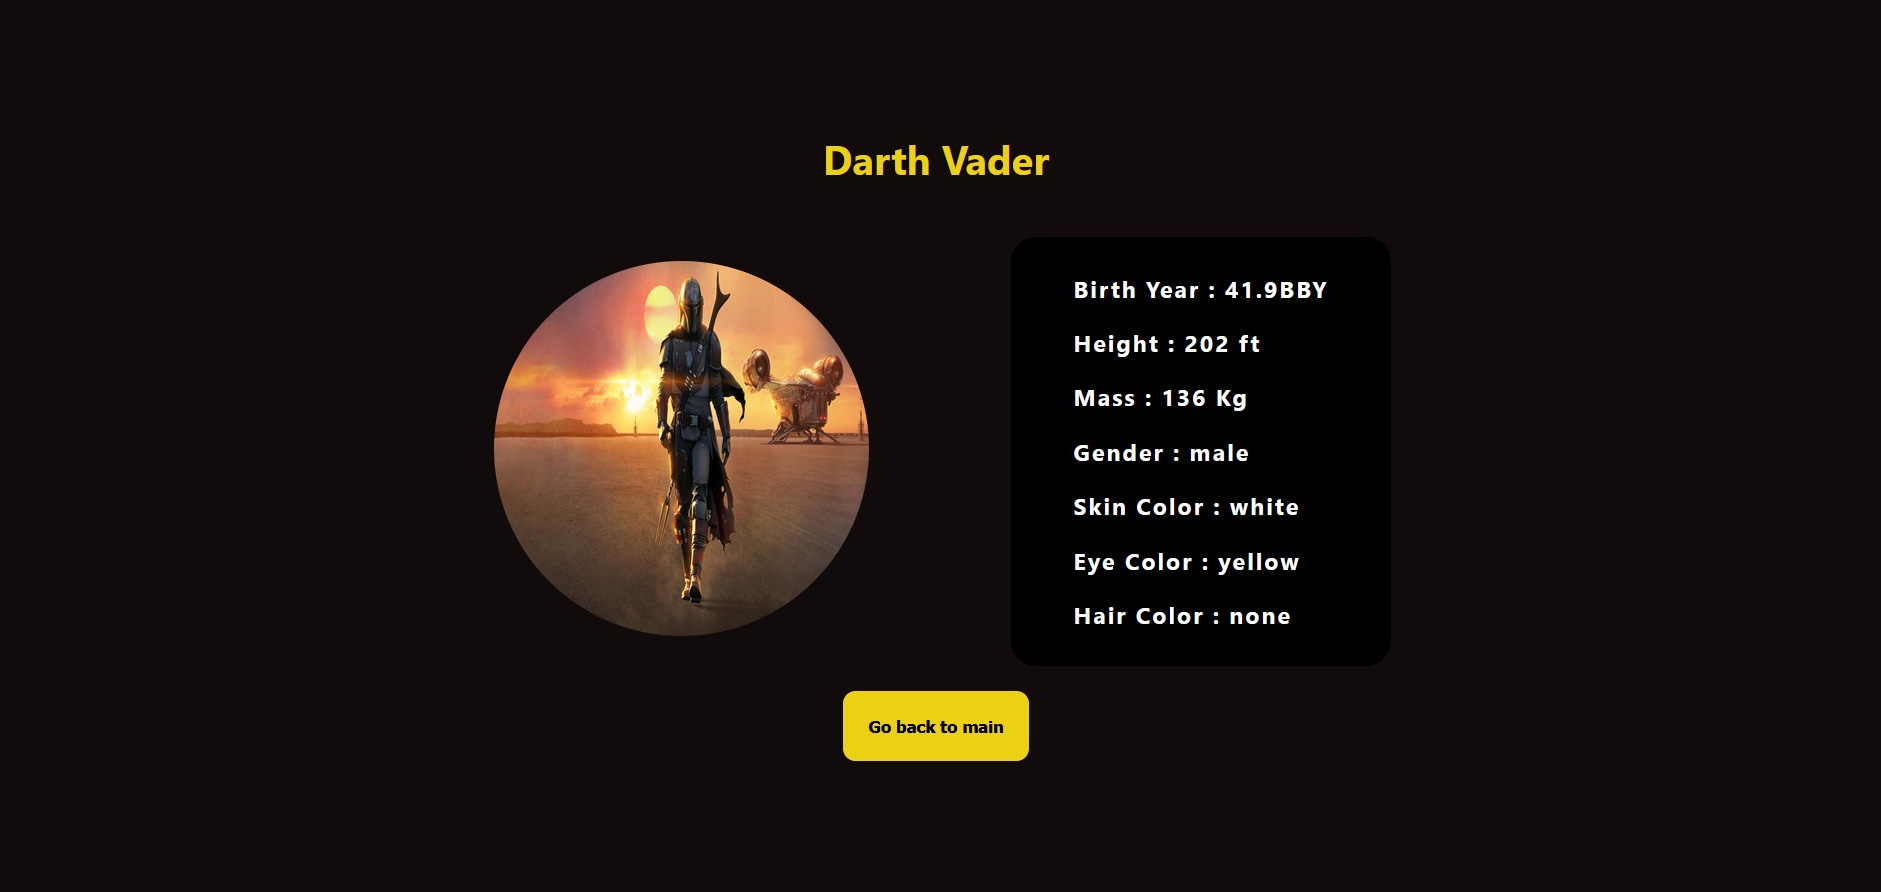 Darth Vader
Birth Year : 41.9BBY
Height : 202 ft
Mass : 136 Kg
Gender : male
Skin Color : white
Eye Color : yellow
Hair Color : none
Go back to main